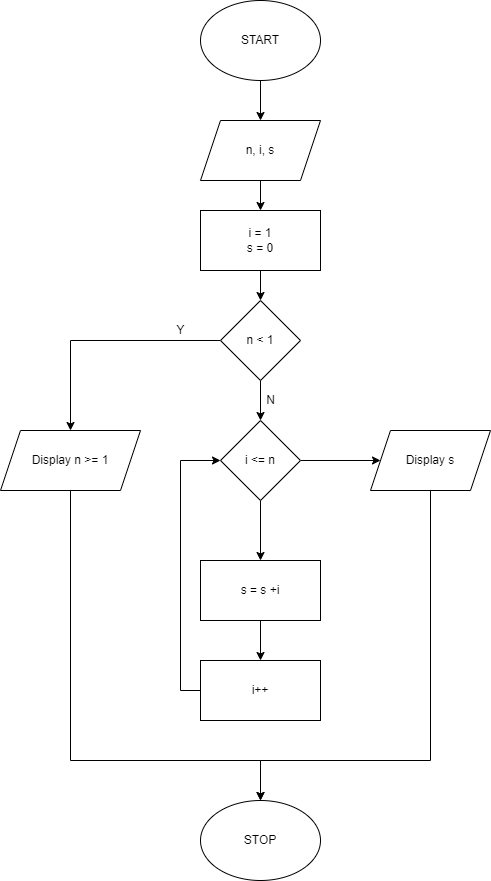 START
n, i, s
i = 1
s = 0
n < 1
Y
N
Display n >= 1
i <= n
Display s
s = s +i
i++
STOP